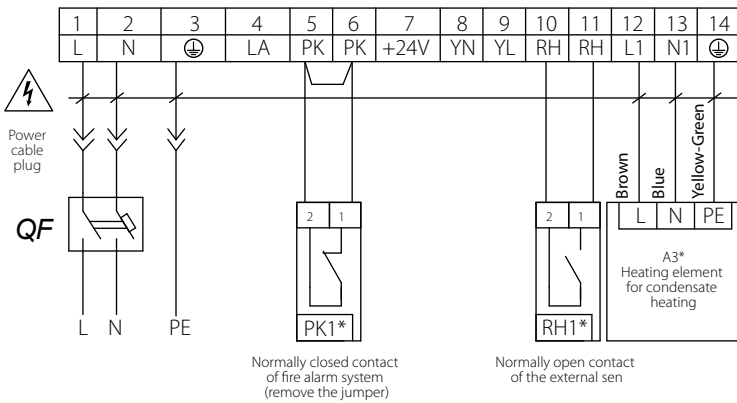 1 2 3 4 5 6 7 8 9 10 11 12 13 14
L N LA PK PK +24V YN YL RH RH L1 N1
Power
cable
plug
QF
L N PE
2 1
PK1*
Normally closed contact
of fire alarm system
(remove the jumper)
2 1
RH1*
Normally open contact
of the external sen
Brown
Blue
Yellow-Green
L N PE
A3*
Heating element
for condensate
heating